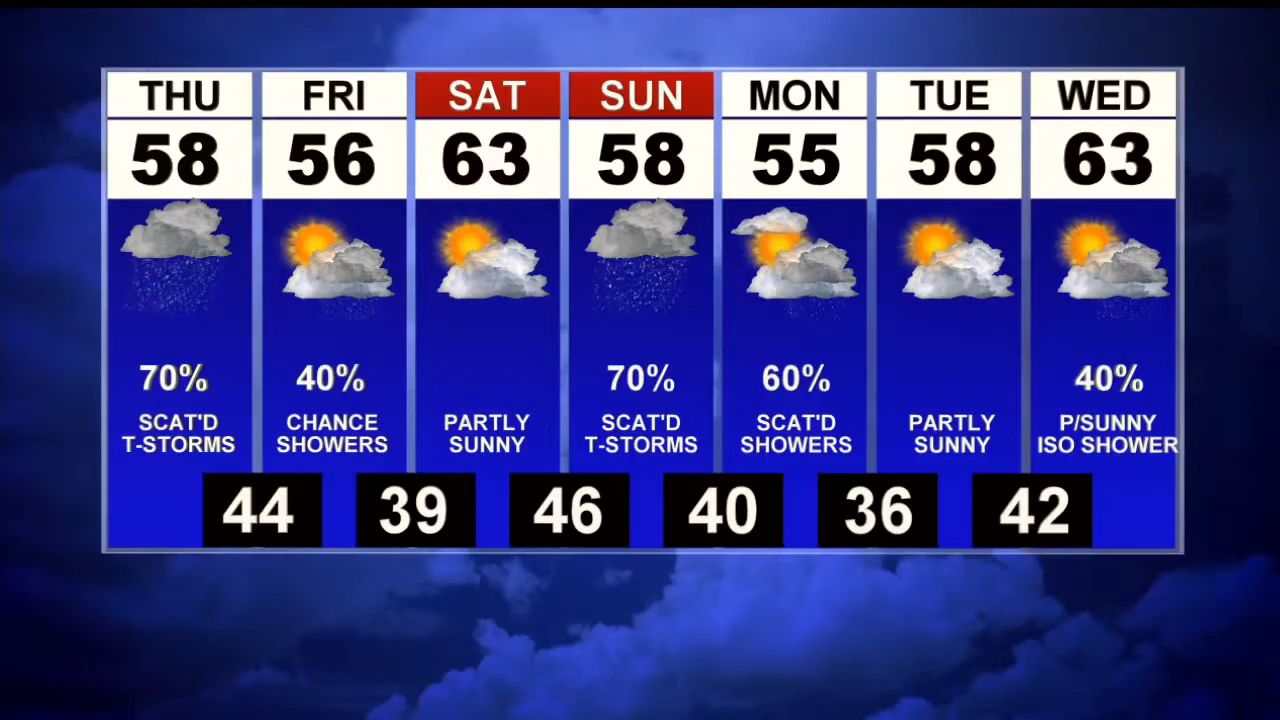 THU FRI SAT SUN MON TUE WED
58 56 63 58 55 58 63
70% 40% 70% 60% 40%
SCAT'D CHANCE PARTLY SCAT'D SCAT'D PARTLY P/SUNNY
T-STORMS SHOWERS SUNNY T-STORMS SHOWERS SUNNY ISO SHOWER
44 39 46 40 36 42